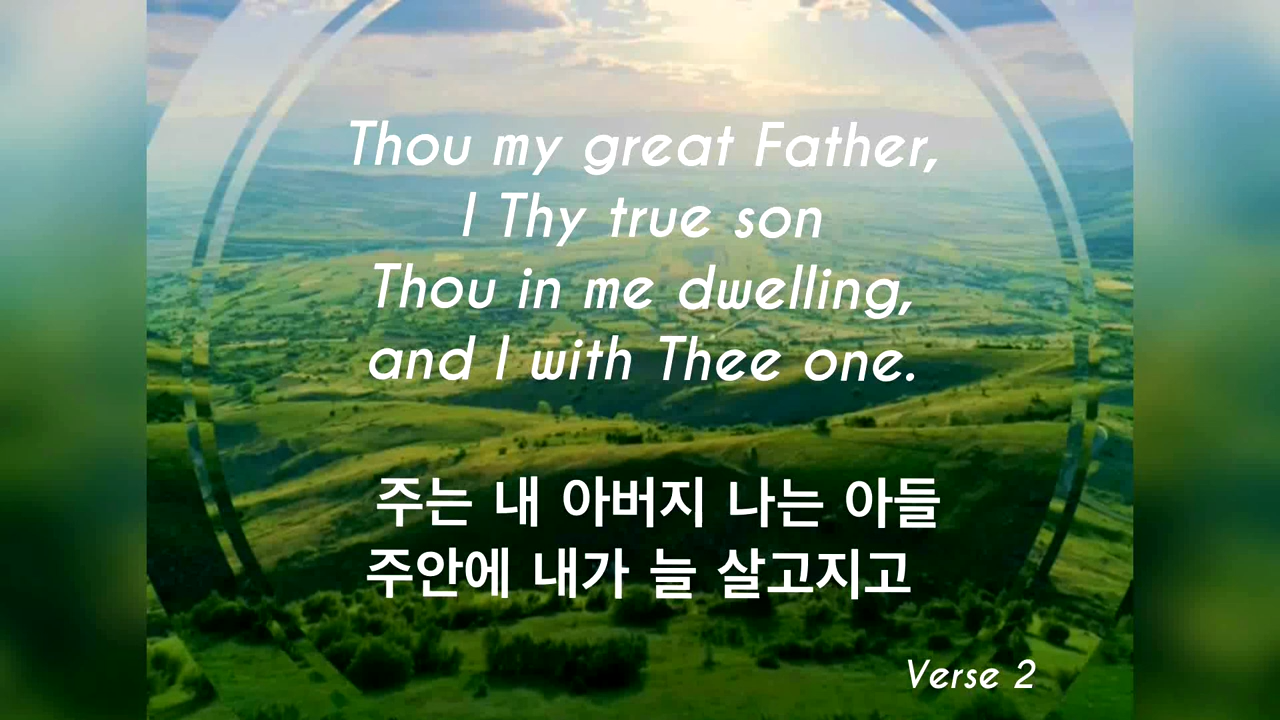 Thou my great Father,
I Thy true son
Thou in me dwelling,
and I with Thee one.
주는 내 아버지 나는 아들
주안에 내가 늘 살고지고
Verse 2